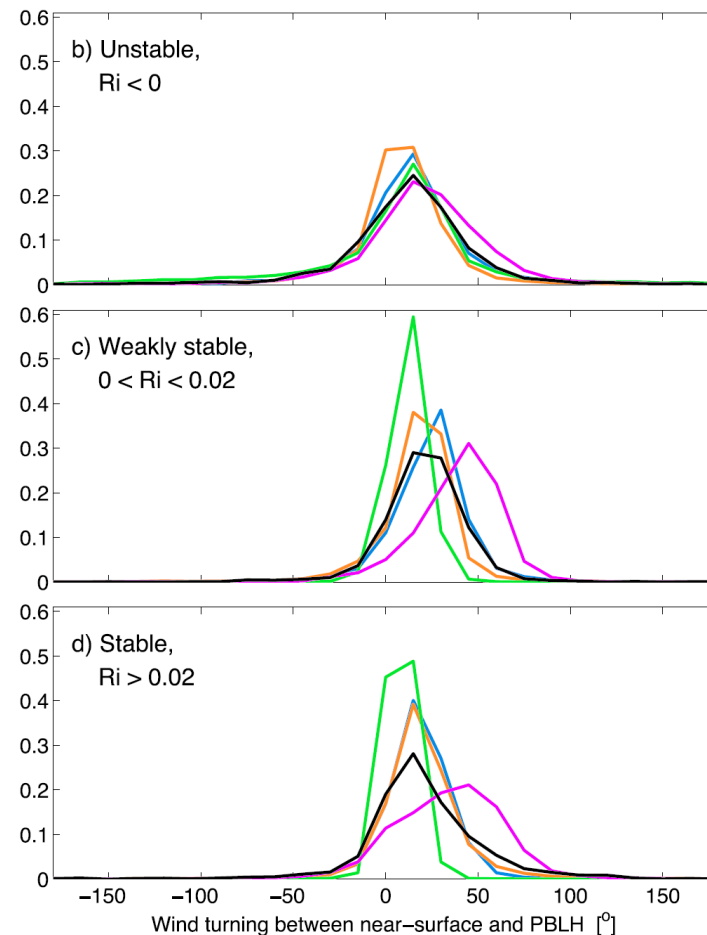 0.6
b) Unstable,
Ri < 0
0.5
0.4
0.3
0.2
0.1
0
0.6
c) Weakly stable,
0 < Ri < 0.02
0.5
0.4
0.3
0.2
0.1
0
0.6
d) Stable,
Ri > 0.02
0.5
0.4
0.3
0.2
0.1
0
−150 −100 −50 0 50 100 150
Wind turning between near−surface and PBLH [º]